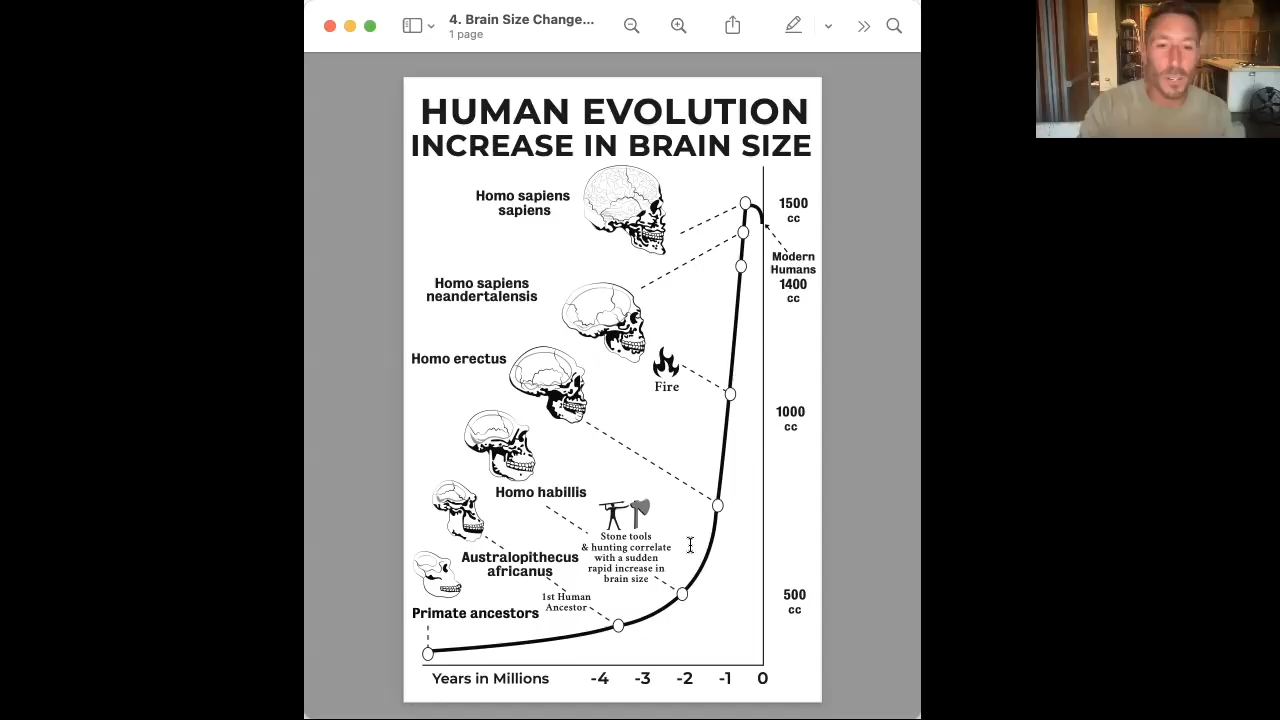 4. Brain Size Change...
1 page
HUMAN EVOLUTION
INCREASE IN BRAIN SIZE
Homo sapiens
sapiens
1500
cc
Modern
Humans
1400
cc
Homo sapiens
neandertalensis
Homo erectus
Fire
1000
cc
Homo habillis
Stone tools
& hunting correlate
with a sudden
rapid increase in
brain size
Australopithecus
africanus
1st Human
Ancestor
500
cc
Primate ancestors
Years in Millions -4 -3 -2 -1 0